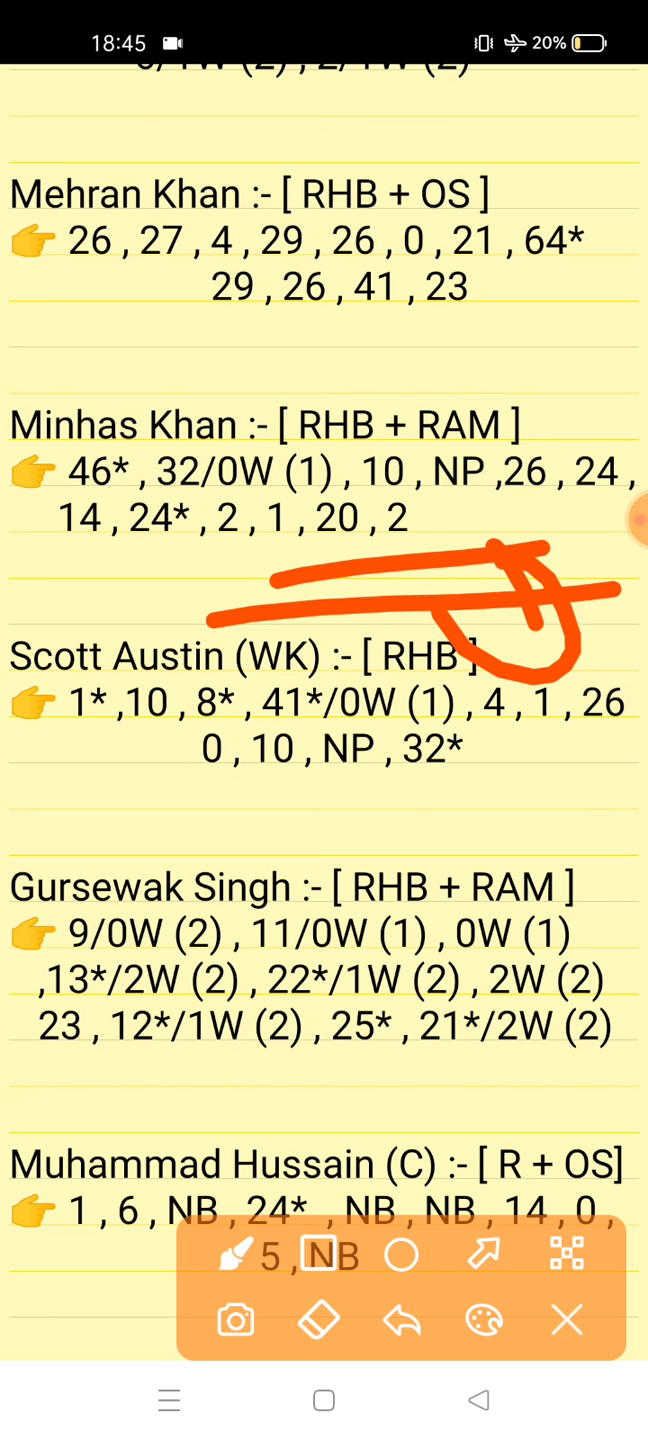 18:45
20%
Mehran Khan :- [ RHB + OS ]
👉 26 , 27 , 4 , 29 , 26 , 0 , 21 , 64*
29 , 26 , 41 , 23
Minhas Khan :- [ RHB + RAM ]
👉 46* , 32/0W (1) , 10 , NP ,26 , 24 ,
14 , 24* , 2 , 1 , 20 , 2
Scott Austin (WK) :- [ RHB ]
👉 1* ,10 , 8* , 41*/0W (1) , 4 , 1 , 26
0 , 10 , NP , 32*
Gursewak Singh :- [ RHB + RAM ]
👉 9/0W (2) , 11/0W (1) , 0W (1)
,13*/2W (2) , 22*/1W (2) , 2W (2)
23 , 12*/1W (2) , 25* , 21*/2W (2)
Muhammad Hussain (C) :- [ R + OS]
👉 1 , 6 , NB , 24* , NB , NB , 14 , 0 ,
5 , NB